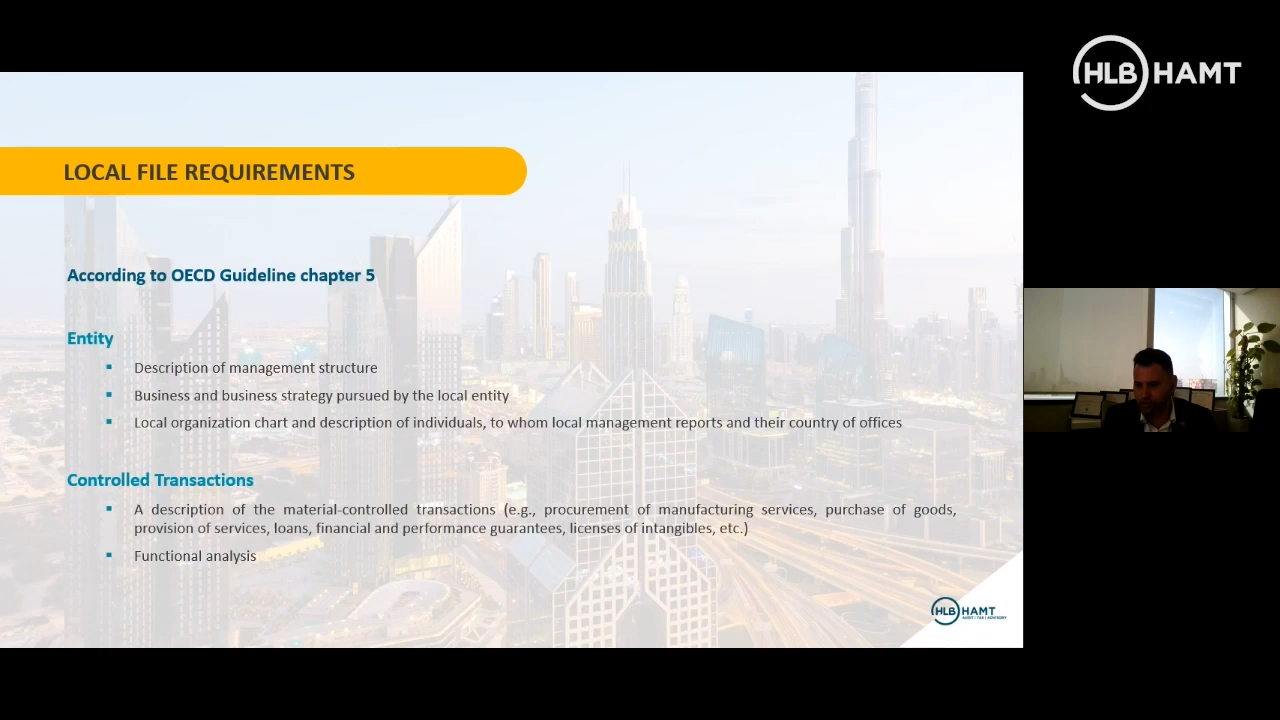 HLB HAMT
LOCAL FILE REQUIREMENTS
According to OECD Guideline chapter 5
Entity
Description of management structure
Business and business strategy pursued by the local entity
Local organization chart and description of individuals, to whom local management reports and their country of offices
Controlled Transactions
A description of the material-controlled transactions (e.g., procurement of manufacturing services, purchase of goods,
provision of services, loans, financial and performance guarantees, licenses of intangibles, etc.)
Functional analysis
HLB HAMT
AUDIT | TAX | ADVISORY